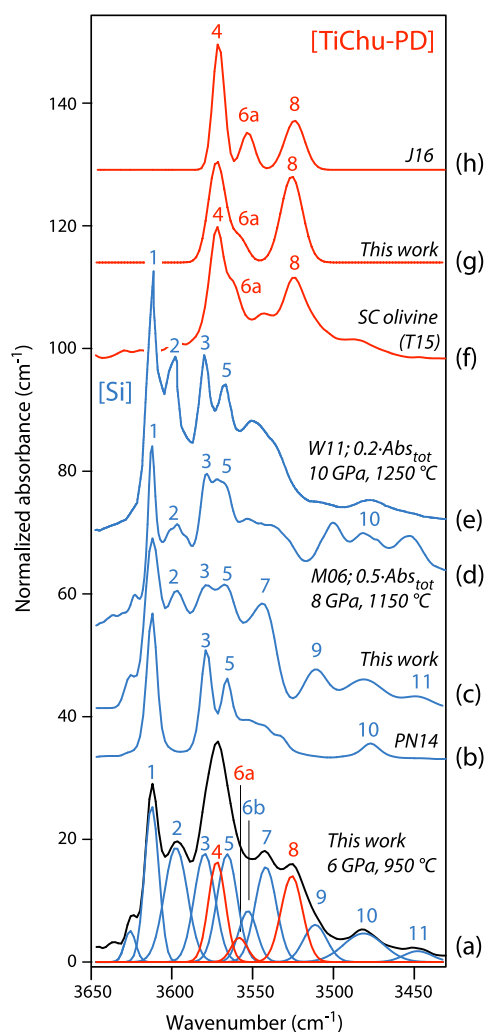 [TiChu-PD]
4
6a
8
J16
(h)
140
4
6a
8
This work
(g)
120
4
6a
8
SC olivine
(T15)
(f)
100
1
2
3
5
[Si]
W11; 0.2·Abstot
10 GPa, 1250 °C
(e)
80
1
2
3
5
10
M06; 0.5·Abstot
8 GPa, 1150 °C
(d)
60
2
3
5
7
9
11
This work
(c)
40
3
5
10
PN14
(b)
20
1
2
3
4
5
6a
6b
7
8
9
10
11
This work
6 GPa, 950 °C
(a)
0
Normalized absorbance (cm-1)
3650
3600
3550
3500
3450
Wavenumber (cm-1)